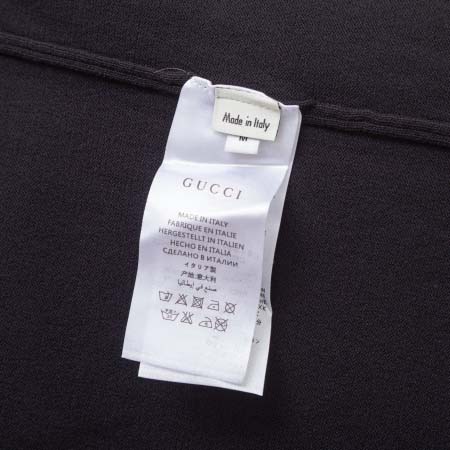 Made in Italy
M
GUCCI
MADE IN ITALY
FABRIQUE EN ITALIE
HERGESTELLT IN ITALIEN
HECHO EN ITALIA
СДЕЛАНО В ИТАЛИИ
イタリア製
产地:意大利
صنع في إيطاليا